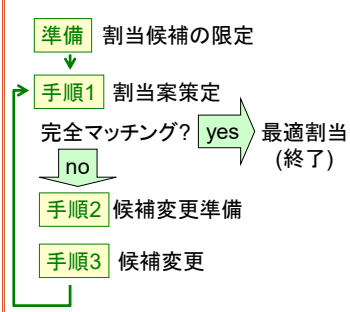 準備 割当候補の限定
手順1 割当案策定
完全マッチング? yes 最適割当
(終了)
no
手順2 候補変更準備
手順3 候補変更